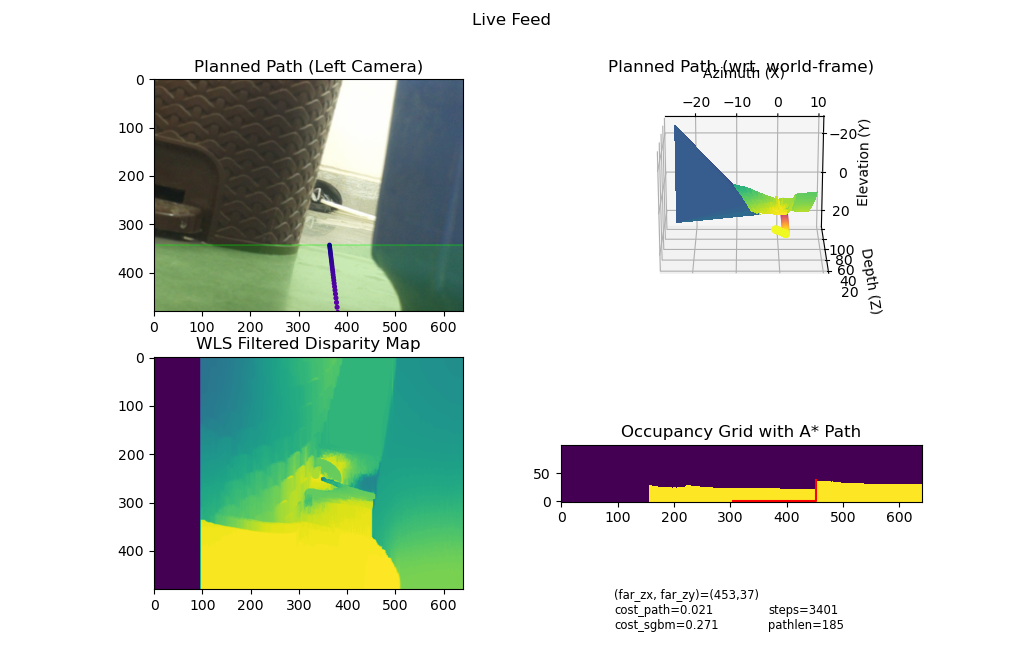 Live Feed
Planned Path (Left Camera)
0
100
200
300
400
0 100 200 300 400 500 600
Planned Path (wrt. world-frame)
Azimuth (X)
−20 −10 0 10
−20
0
20
Elevation (Y)
100
80
60
40
20
Depth (Z)
WLS Filtered Disparity Map
0
100
200
300
400
0 100 200 300 400 500 600
Occupancy Grid with A* Path
50
0
0 100 200 300 400 500 600
(far_zx, far_zy)=(453,37)
cost_path=0.021 steps=3401
cost_sgbm=0.271 pathlen=185